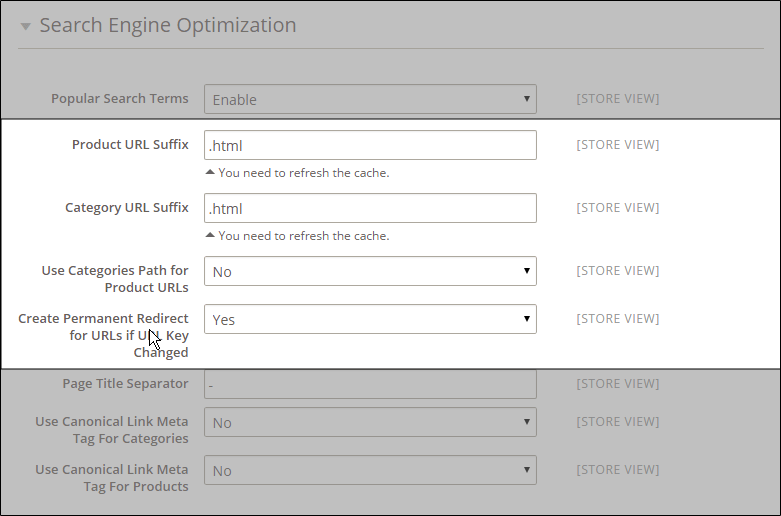 Search Engine Optimization
Popular Search Terms Enable [STORE VIEW]
Product URL Suffix .html [STORE VIEW]
You need to refresh the cache.
Category URL Suffix .html [STORE VIEW]
You need to refresh the cache.
Use Categories Path for No [STORE VIEW]
Product URLs
Create Permanent Redirect Yes [STORE VIEW]
for URLs if URL Key
Changed
Page Title Separator - [STORE VIEW]
Use Canonical Link Meta No [STORE VIEW]
Tag For Categories
Use Canonical Link Meta No [STORE VIEW]
Tag For Products